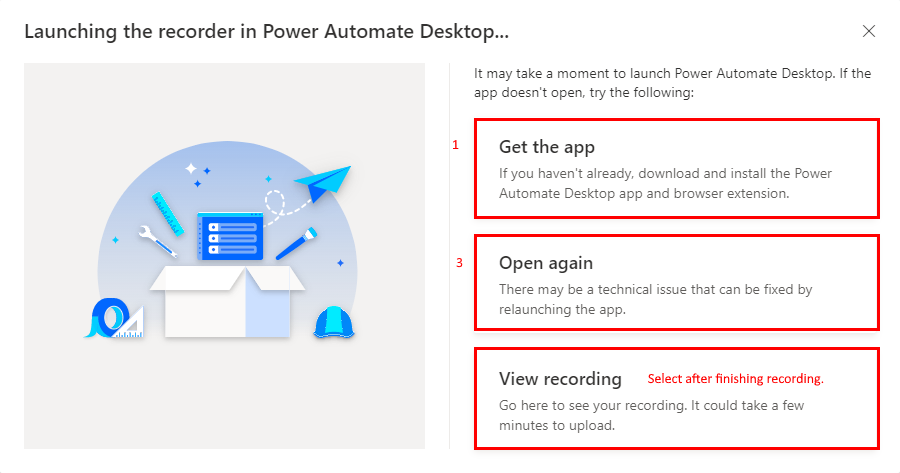 Launching the recorder in Power Automate Desktop...
It may take a moment to launch Power Automate Desktop. If the
app doesn't open, try the following:
1
Get the app
If you haven't already, download and install the Power
Automate Desktop app and browser extension.
3
Open again
There may be a technical issue that can be fixed by
relaunching the app.
View recording Select after finishing recording.
Go here to see your recording. It could take a few
minutes to upload.